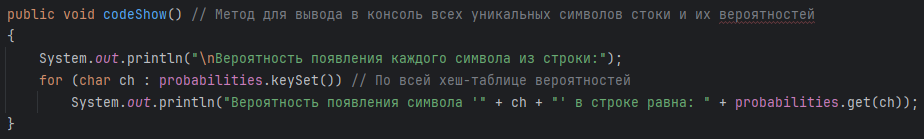 public void codeShow() // Метод для вывода в консоль всех уникальных символов стоки и их вероятностей
{
System.out.println("\nВероятность появления каждого символа из строки:");
for (char ch : probabilities.keySet()) // По всей хеш-таблице вероятностей
System.out.println("Вероятность появления символа '" + ch + "' в строке равна: " + probabilities.get(ch));
}